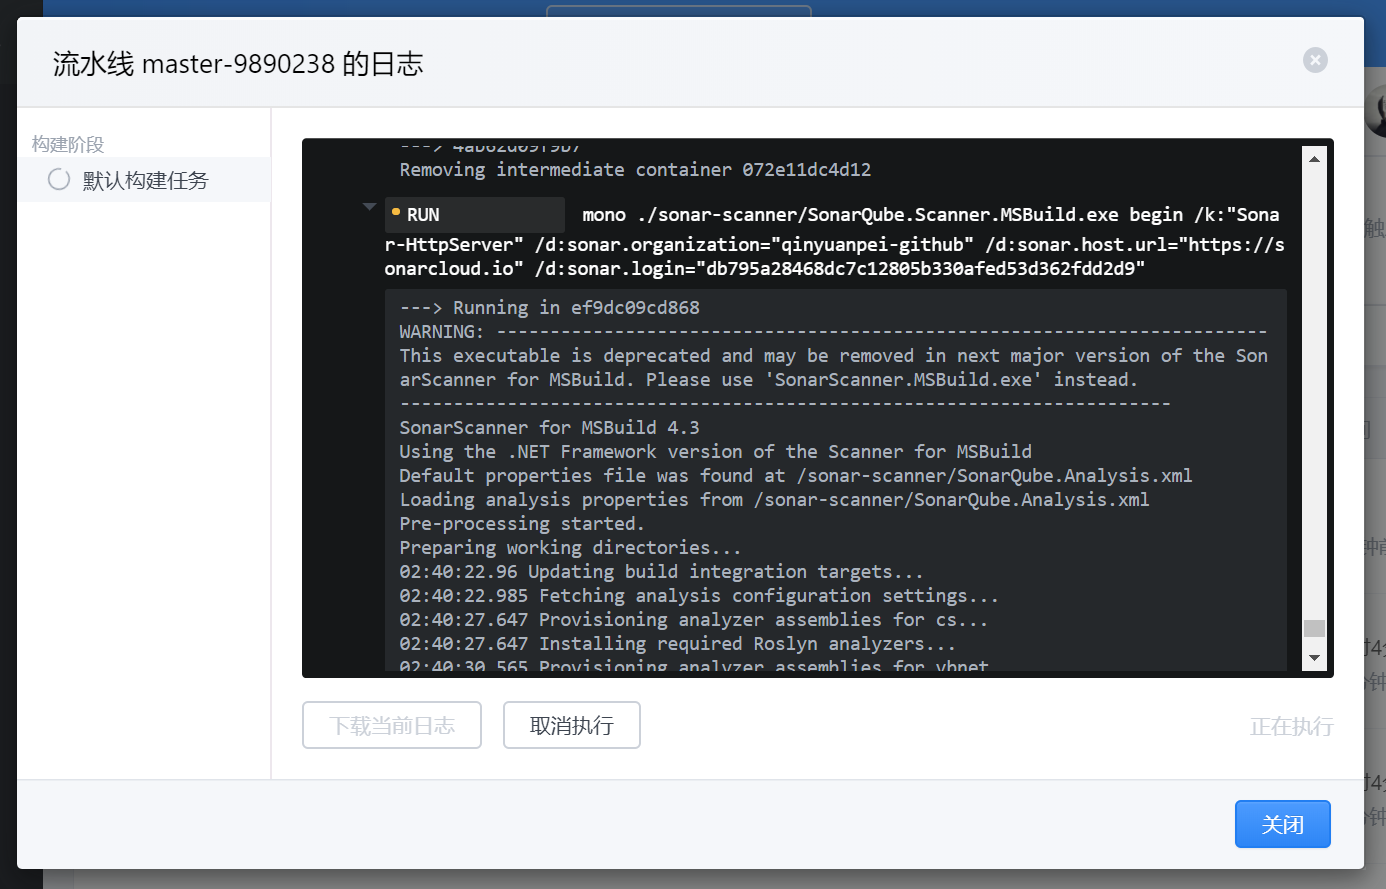 流水线 master-9890238 的日志
构建阶段
默认构建任务
---> 4ab62d09f9b7
Removing intermediate container 072e11dc4d12
RUN mono ./sonar-scanner/SonarQube.Scanner.MSBuild.exe begin /k:"Sona
r-HttpServer" /d:sonar.organization="qinyuanpei-github" /d:sonar.host.url="https://s
onarcloud.io" /d:sonar.login="db795a28468dc7c12805b330afed53d362fdd2d9"
---> Running in ef9dc09cd868
WARNING: ------------------------------------------------------------------------
This executable is deprecated and may be removed in next major version of the Son
arScanner for MSBuild. Please use 'SonarScanner.MSBuild.exe' instead.
------------------------------------------------------------------------
SonarScanner for MSBuild 4.3
Using the .NET Framework version of the Scanner for MSBuild
Default properties file was found at /sonar-scanner/SonarQube.Analysis.xml
Loading analysis properties from /sonar-scanner/SonarQube.Analysis.xml
Pre-processing started.
Preparing working directories...
02:40:22.96 Updating build integration targets...
02:40:22.985 Fetching analysis configuration settings...
02:40:27.647 Provisioning analyzer assemblies for cs...
02:40:27.647 Installing required Roslyn analyzers...
02:40:30.565 Provisioning analyzer assemblies for vbnet
下载当前日志
取消执行
正在执行
关闭